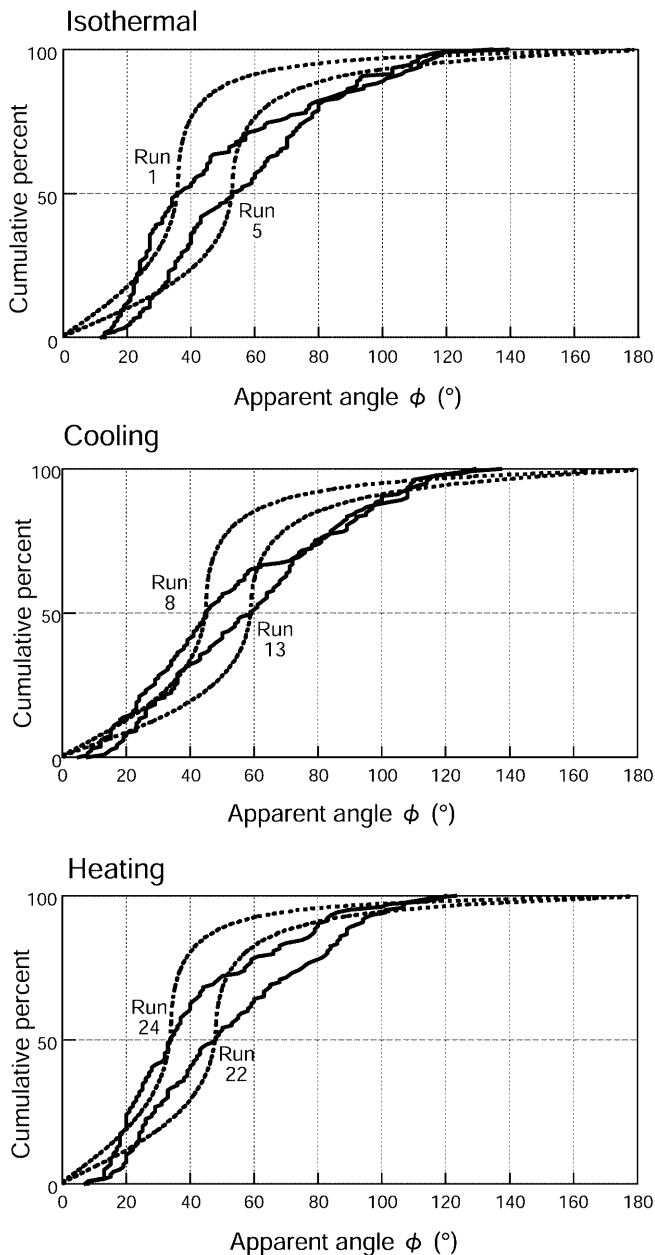 Isothermal
100
50
0
Cumulative percent
Run
1
Run
5
0 20 40 60 80 100 120 140 160 180
Apparent angle ϕ (°)
Cooling
100
50
0
Cumulative percent
Run
8
Run
13
0 20 40 60 80 100 120 140 160 180
Apparent angle ϕ (°)
Heating
100
50
0
Cumulative percent
Run
24
Run
22
0 20 40 60 80 100 120 140 160 180
Apparent angle ϕ (°)